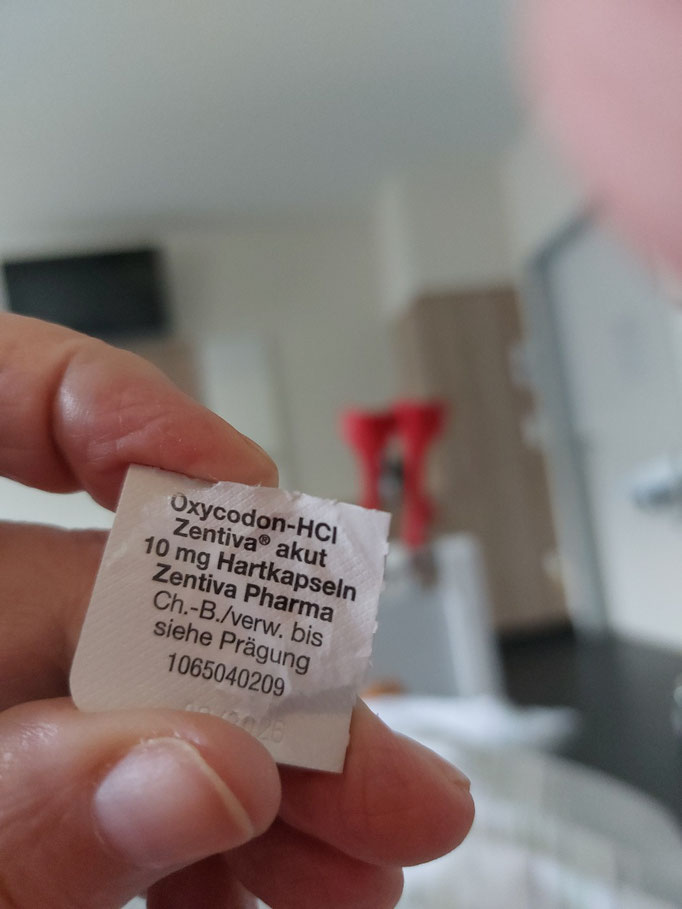 Oxycodon-HCl
Zentiva® akut
10 mg Hartkapseln
Zentiva Pharma
Ch.-B./verw. bis
siehe Prägung
1065040209